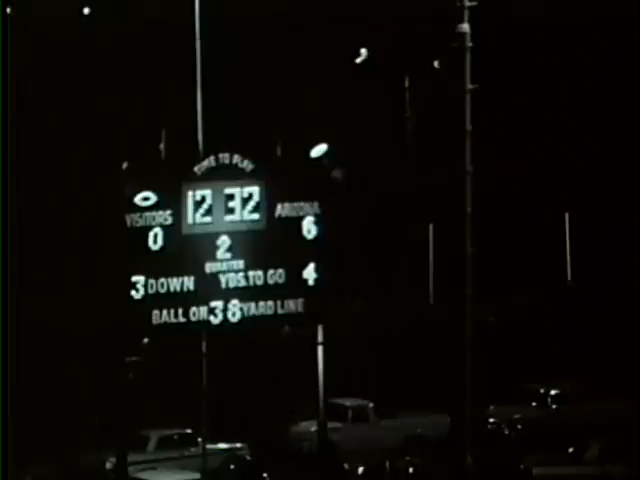 TIME TO PLAY
12 32
VISITORS ARIZONA
0 6
2
QUARTER
3 DOWN YDS. TO GO 4
BALL ON 38 YARD LINE